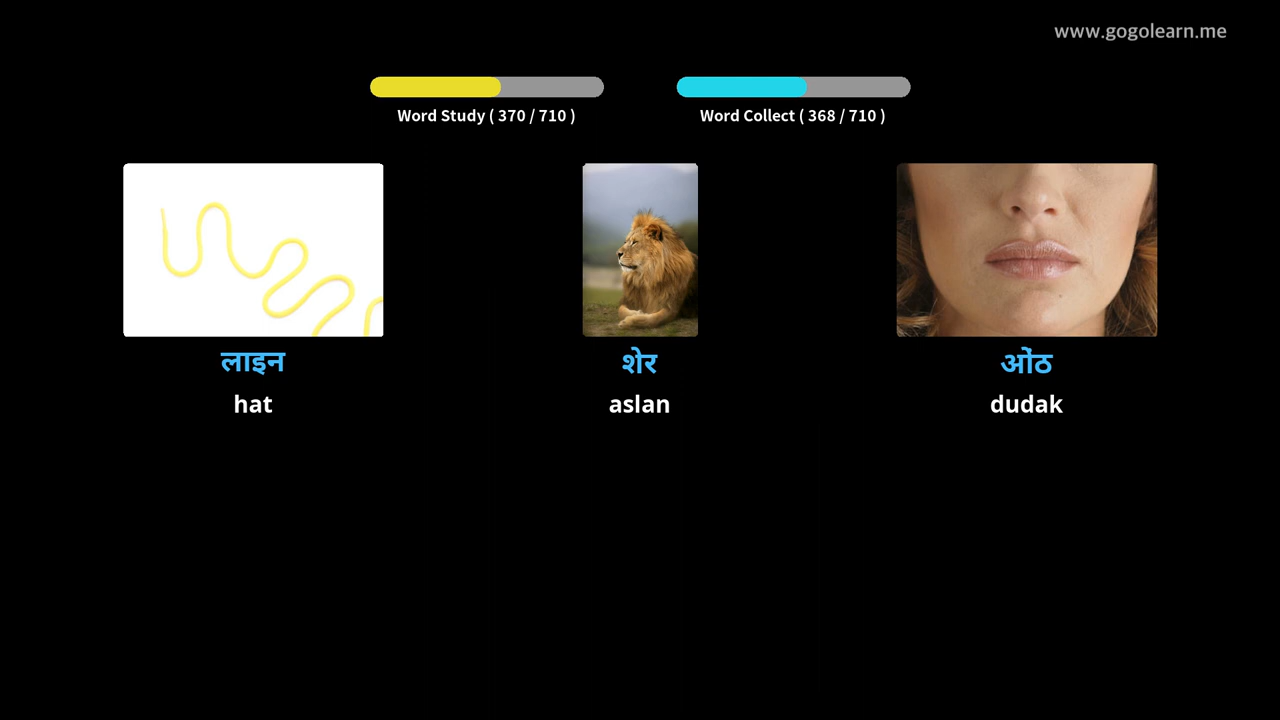 www.gogolearn.me
Word Study ( 370 / 710 )
Word Collect ( 368 / 710 )
लाइन
शेर
ओंठ
hat
aslan
dudak